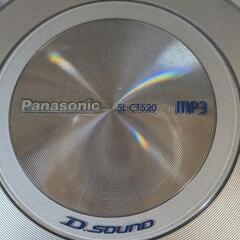 Panasonic SL-CT520 MP3
D.SOUND